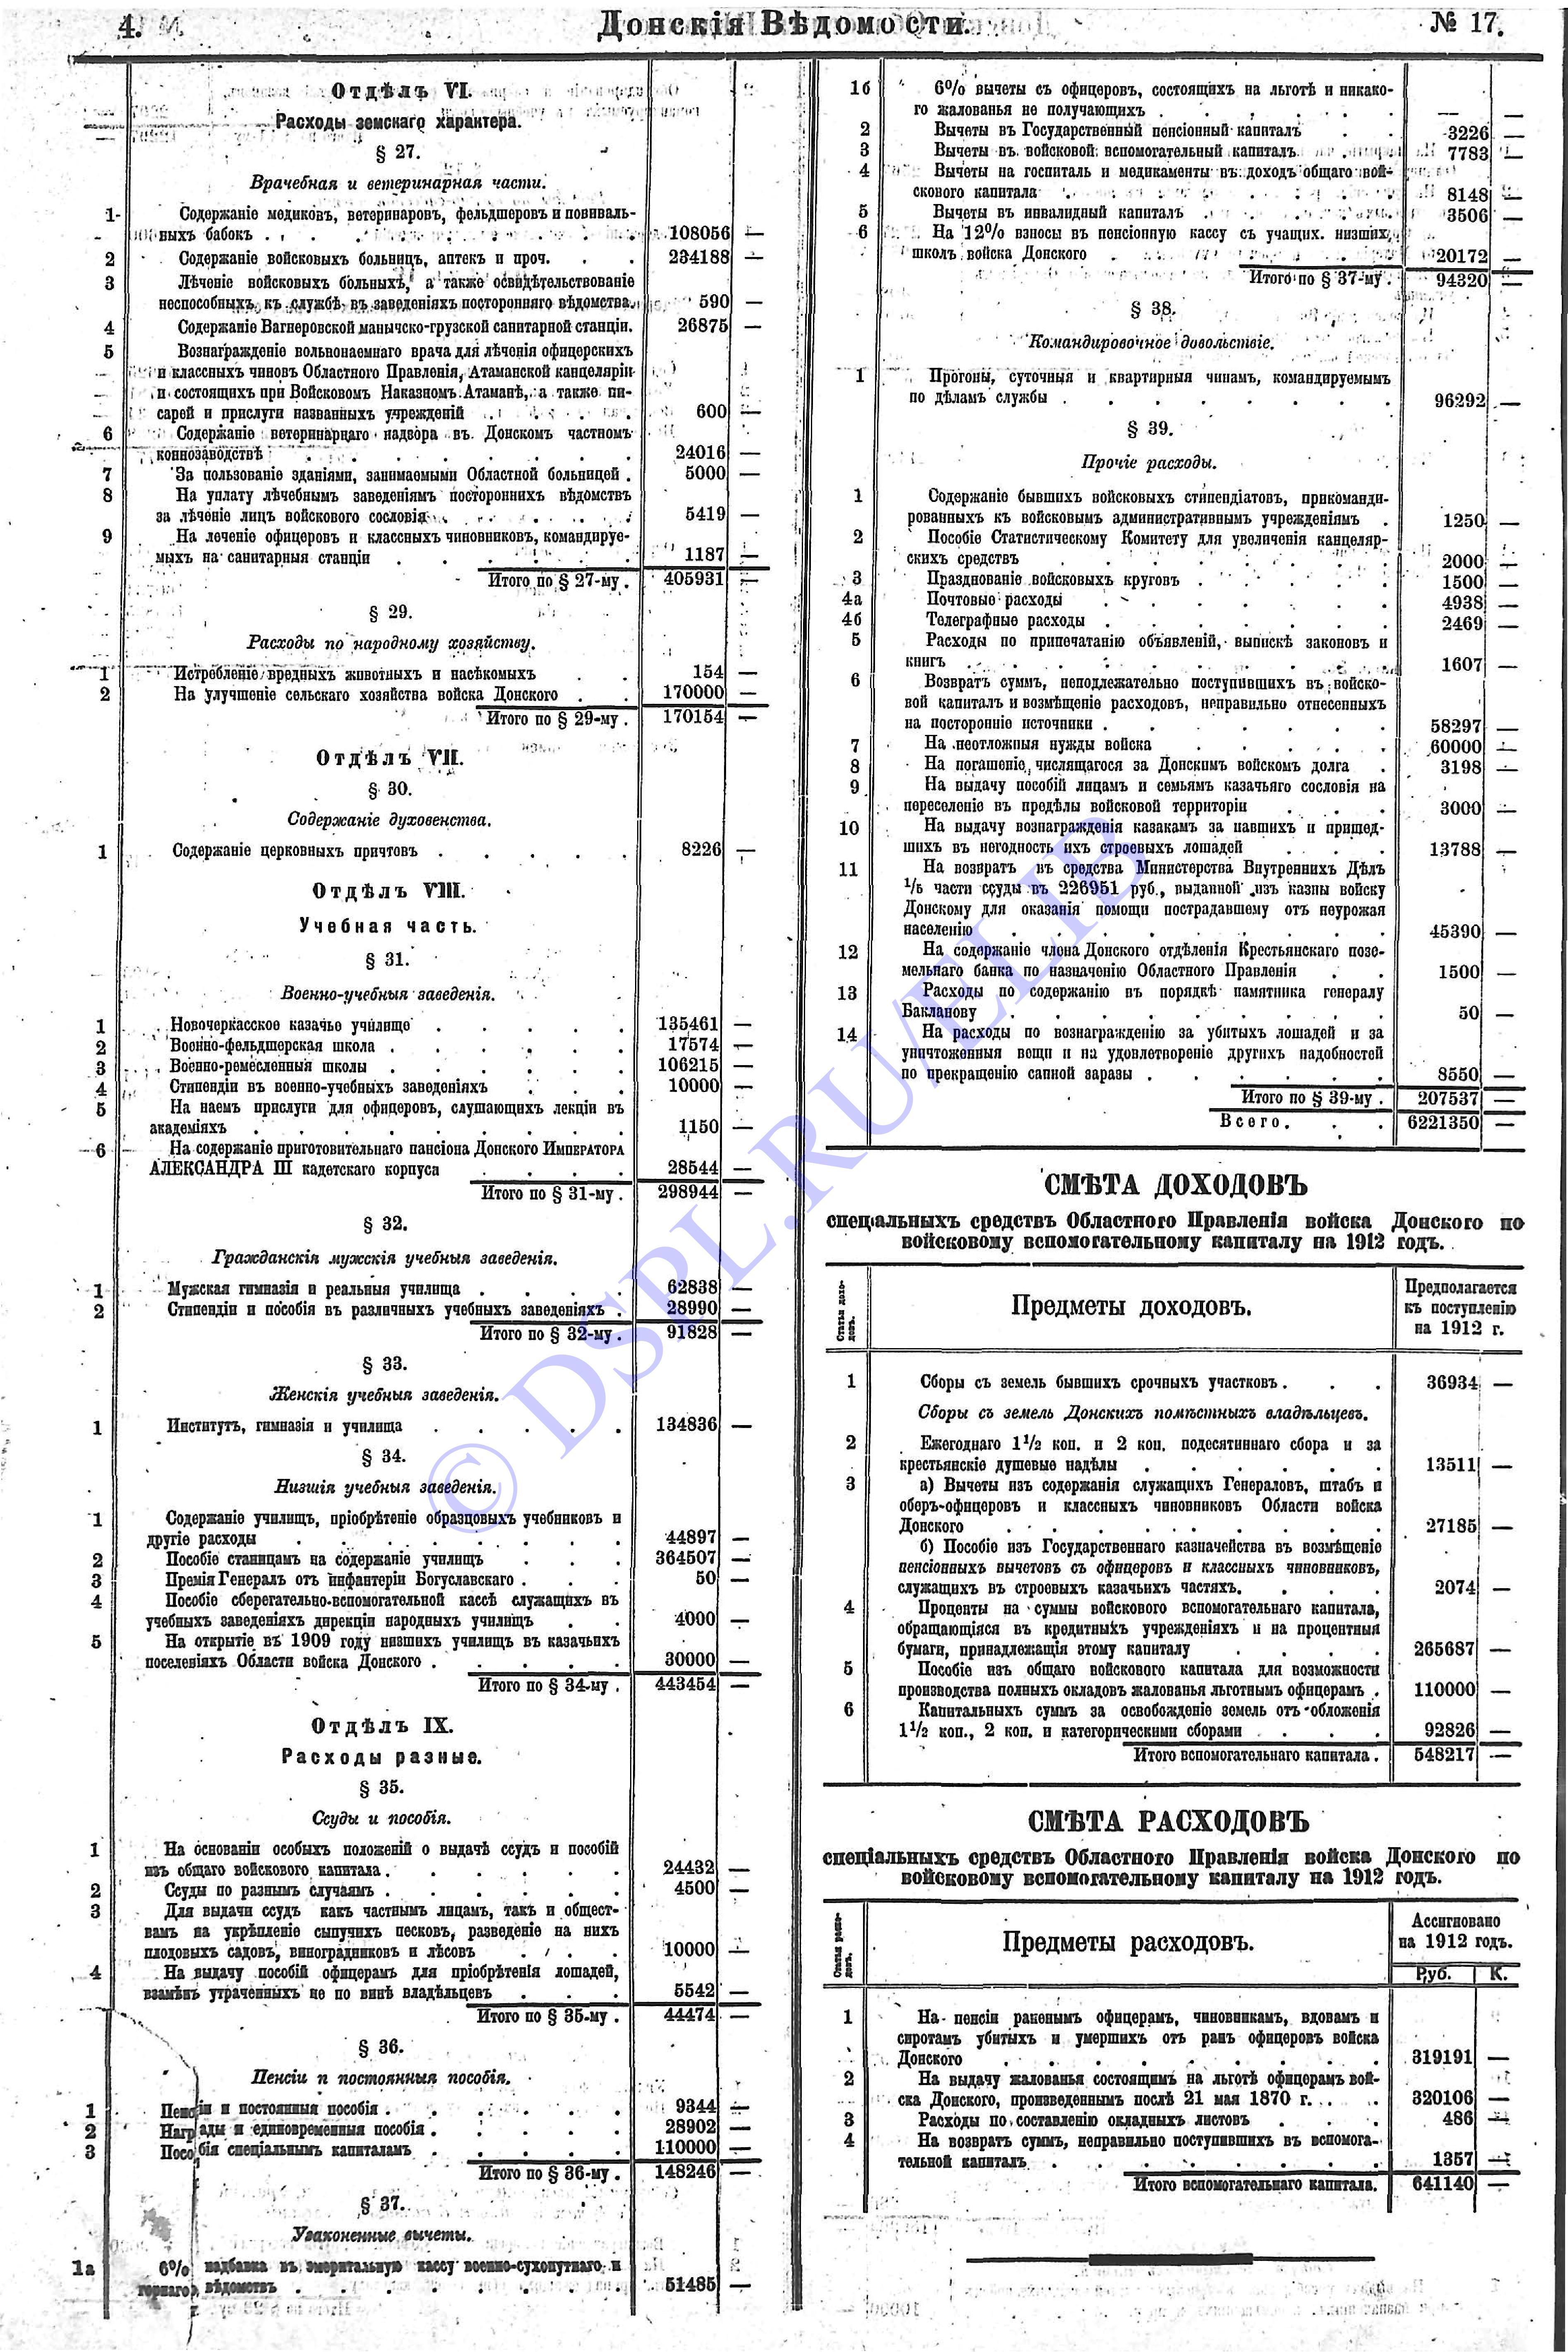 4.
Донскія Вѣдомости.
№ 17.
Отдѣлъ VI.
Расходы земскаго характера.
§ 27.
Врачебная и ветеринарная части.
1 Содержаніе медиковъ, ветеринаровъ, фельдшеровъ и повиваль-
ныхъ бабокъ . . . . . . . . . 108056 —
2 Содержаніе войсковыхъ больницъ, аптекъ и проч. . . 234188 —
3 Лѣченіе войсковыхъ больныхъ, а также освидѣтельствованіе
неспособныхъ къ службѣ въ заведеніяхъ посторонняго вѣдомства. 590 —
4 Содержаніе Вагнеровской манычско-грузской санитарной станціи. 26875 —
5 Вознагражденіе вольнонаемнаго врача для лѣченія офицерскихъ
и классныхъ чиновъ Областного Правленія, Атаманской канцеляріи
и состоящихъ при Войсковомъ Наказномъ Атаманѣ, а также пи-
сарей и прислуги названныхъ учрежденій . . . . 600 —
6 Содержаніе ветеринарнаго надзора въ Донскомъ частномъ
коннозаводствѣ . . . . . . . . 24016 —
7 За пользованіе зданіями, занимаемыми Областной больницей . 5000 —
8 На уплату лѣчебнымъ заведеніямъ постороннихъ вѣдомствъ
за лѣченіе лицъ войскового сословія . . . . . . 5419 —
9 На леченіе офицеровъ и классныхъ чиновниковъ, командируе-
мыхъ на санитарныя станціи . . . . . . 1187 —
Итого по § 27-му . 405931 —
§ 29.
Расходы по народному хозяйству.
1 Истребленіе вредныхъ животныхъ и насѣкомыхъ . . 154 —
2 На улучшеніе сельскаго хозяйства войска Донского . . 170000 —
Итого по § 29-му . 170154 —
Отдѣлъ VII.
§ 30.
Содержаніе духовенства.
1 Содержаніе церковныхъ причтовъ . . . . . 8226 —
Отдѣлъ VIII.
Учебная часть.
§ 31.
Военно-учебныя заведенія.
1 Новочеркасское казачье училище . . . . . 135461 —
2 Военно-фельдшерская школа . . . . . . 17574 —
3 Военно-ремесленныя школы . . . . . . 106215 —
4 Стипендіи въ военно-учебныхъ заведеніяхъ . . . 10000 —
5 На наемъ прислуги для офицеровъ, слушающихъ лекціи въ
академіяхъ . . . . . . . . . 1150 —
6 На содержаніе приготовительнаго пансіона Донского Императора
АЛЕКСАНДРА III кадетскаго корпуса . . . . 28544 —
Итого по § 31-му . 298944 —
§ 32.
Гражданскія мужскія учебныя заведенія.
1 Мужская гимназія и реальныя училища . . . . 62838 —
2 Стипендіи и пособія въ различныхъ учебныхъ заведеніяхъ . 28990 —
Итого по § 32-му . 91828 —
§ 33.
Женскія учебныя заведенія.
1 Институтъ, гимназія и училища . . . . . 134836 —
§ 34.
Низшія учебныя заведенія.
1 Содержаніе училищъ, пріобрѣтеніе образцовыхъ учебниковъ и
другіе расходы . . . . . . . . 44897 —
2 Пособіе станицамъ на содержаніе училищъ . . . 364507 —
3 Премія Генералъ отъ инфантеріи Богуславскаго . . . 50 —
4 Пособіе сберегательно-вспомогательной кассѣ служащихъ въ
учебныхъ заведеніяхъ дирекціи народныхъ училищъ . . 4000 —
5 На открытіе въ 1909 году низшихъ училищъ въ казачьихъ
поселеніяхъ Области войска Донского . . . . . 30000 —
Итого по § 34-му . 443454 —
Отдѣлъ IX.
Расходы разные.
§ 35.
Ссуды и пособія.
1 На основаніи особыхъ положеній о выдачѣ ссудъ и пособій
изъ общаго войскового капитала . . . . . . 24432 —
2 Ссуды по разнымъ случаямъ . . . . . . 4500 —
3 Для выдачи ссудъ какъ частнымъ лицамъ, такъ и общест-
вамъ на укрѣпленіе сыпучихъ песковъ, разведеніе на нихъ
плодовыхъ садовъ, виноградниковъ и лѣсовъ . . . . 10000 —
4 На выдачу пособій офицерамъ для пріобрѣтенія лошадей,
взамѣнъ утраченныхъ не по винѣ владѣльцевъ . . . 5542 —
Итого по § 35-му . 44474 —
§ 36.
Пенсіи и постоянныя пособія.
1 Пенсіи и постоянныя пособія . . . . . . 9344 —
2 Награды и единовременныя пособія . . . . . 28902 —
3 Пособія спеціальнымъ капиталамъ . . . . . 110000 —
Итого по § 36-му . 148246 —
§ 37.
Узаконенные вычеты.
1а 6% надбавка въ эмеритальную кассу военно-сухопутнаго и
горнаго вѣдомствъ . . . . . . . . 51485 —
1б 6% вычеты съ офицеровъ, состоящихъ на льготѣ и никако-
го жалованья не получающихъ . . . . . . — —
2 Вычеты въ Государственный пенсіонный капиталъ . . 3226 —
3 Вычеты въ войсковой вспомогательный капиталъ . . 7783 —
4 Вычеты на госпиталь и медикаменты въ доходъ общаго вой-
скового капитала . . . . . . . . 8148 —
5 Вычеты въ инвалидный капиталъ . . . . . 3506 —
6 На 12% взносы въ пенсіонную кассу съ учащих. низшихъ
школъ войска Донского . . . . . . . 20172 —
Итого по § 37-му . 94320 —
§ 38.
Командировочное довольствіе.
1 Прогоны, суточныя и квартирныя чинамъ, командируемымъ
по дѣламъ службы . . . . . . . . 96292 —
§ 39.
Прочіе расходы.
1 Содержаніе бывшихъ войсковыхъ стипендіатовъ, прикоманди-
рованныхъ къ войсковымъ административнымъ учрежденіямъ . 1250 —
2 Пособіе Статистическому Комитету для увеличенія канцеляр-
скихъ средствъ . . . . . . . . 2000 —
3 Празднованіе войсковыхъ круговъ . . . . . 1500 —
4а Почтовые расходы . . . . . . . 4938 —
4б Телеграфные расходы . . . . . . . 2469 —
5 Расходы по припечатанію объявленій, выпискѣ законовъ и
книгъ . . . . . . . . . 1607 —
6 Возвратъ суммъ, неподлежательно поступившихъ въ войско-
вой капиталъ и возмѣщеніе расходовъ, неправильно отнесенныхъ
на посторонніе источники . . . . . . . 58297 —
7 На неотложныя нужды войска . . . . . 60000 —
8 На погашеніе числящагося за Донскимъ войскомъ долга . 3198 —
9 На выдачу пособій лицамъ и семьямъ казачьяго сословія на
переселеніе въ предѣлы войсковой территоріи . . . 3000 —
10 На выдачу вознагражденія казакамъ за павшихъ и пришед-
шихъ въ негодность ихъ строевыхъ лошадей . . . 13788 —
11 На возвратъ въ средства Министерства Внутреннихъ Дѣлъ
1/5 части ссуды въ 226951 руб., выданной изъ казны войску
Донскому для оказанія помощи пострадавшему отъ неурожая
населенію . . . . . . . . . 45390 —
12 На содержаніе члена Донского отдѣленія Крестьянскаго позе-
мельнаго банка по назначенію Областного Правленія . . 1500 —
13 Расходы по содержанію въ порядкѣ памятника генералу
Бакланову . . . . . . . . . 50 —
14 На расходы по вознагражденію за убитыхъ лошадей и за
уничтоженныя вещи и на удовлетвореніе другихъ надобностей
по прекращенію сапной заразы . . . . . . 8550 —
Итого по § 39-му . 207537 —
Всего. . . 6221350 —
СМѢТА ДОХОДОВЪ
спеціальныхъ средствъ Областного Правленія войска Донского по
войсковому вспомогательному капиталу на 1912 годъ.
Статьи дохо-
довъ.
Предметы доходовъ.
Предполагается
къ поступленію
на 1912 г.
1 Сборы съ земель бывшихъ срочныхъ участковъ . . . 36934 —
Сборы съ земель Донскихъ помѣстныхъ владѣльцевъ.
2 Ежегоднаго 1½ коп. и 2 коп. подесятиннаго сбора и за
крестьянскіе душевые надѣлы . . . . . . 13511 —
3 а) Вычеты изъ содержанія служащихъ Генераловъ, штабъ и
оберъ-офицеровъ и классныхъ чиновниковъ Области войска
Донского . . . . . . . . . 27185 —
б) Пособіе изъ Государственнаго казначейства въ возмѣщеніе
пенсіонныхъ вычетовъ съ офицеровъ и классныхъ чиновниковъ,
служащихъ въ строевыхъ казачьихъ частяхъ. . . . 2074 —
4 Проценты на суммы войскового вспомогательнаго капитала,
обращающіяся въ кредитныхъ учрежденіяхъ и на процентныя
бумаги, принадлежащія этому капиталу . . . . 265687 —
5 Пособіе изъ общаго войскового капитала для возможности
производства полныхъ окладовъ жалованья льготнымъ офицерамъ . 110000 —
6 Капитальныхъ суммъ за освобожденіе земель отъ обложенія
1½ коп., 2 коп. и категорическими сборами . . . 92826 —
Итого вспомогательнаго капитала . 548217 —
СМѢТА РАСХОДОВЪ
спеціальныхъ средствъ Областного Правленія войска Донского по
войсковому вспомогательному капиталу на 1912 годъ.
Статьи расхо-
довъ.
Предметы расходовъ.
Ассигновано
на 1912 годъ.
Руб. К.
1 На пенсіи раненымъ офицерамъ, чиновникамъ, вдовамъ и
сиротамъ убитыхъ и умершихъ отъ ранъ офицеровъ войска
Донского . . . . . . . . . 319191 —
2 На выдачу жалованья состоящимъ на льготѣ офицерамъ вой-
ска Донского, произведеннымъ послѣ 21 мая 1870 г. . . . 320106 —
3 Расходы по составленію окладныхъ листовъ . . . 486 —
4 На возвратъ суммъ, неправильно поступившихъ въ вспомога-
тельной капиталъ . . . . . . . . 1357 —
Итого вспомогательнаго капитала. 641140 —
© DSPL.RU/ELIB